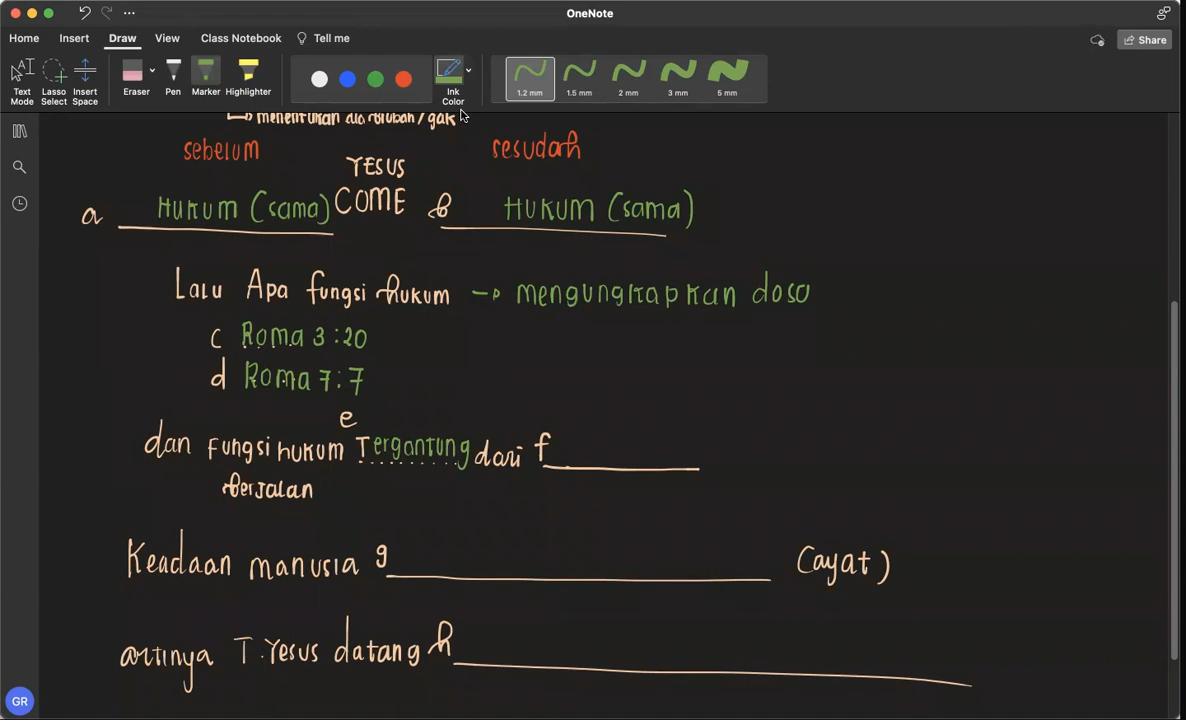 OneNote
Home Insert Draw View Class Notebook Tell me Share
Text Mode Lasso Select Insert Space Eraser Pen Marker Highlighter Ink Color 1.2 mm 1.5 mm 2 mm 3 mm 5 mm
menentukan / gak
sebelum YESUS sesudah
a Hukum (sama) COME b Hukum (sama)
Lalu Apa fungsi hukum → mengungkapkan dosa
c Roma 3:20
d Roma 7:7
e
dan Fungsi hukum Tergantung dari f
berjalan
Keadaan manusia g (ayat)
artinya T. Yesus datang h
GR